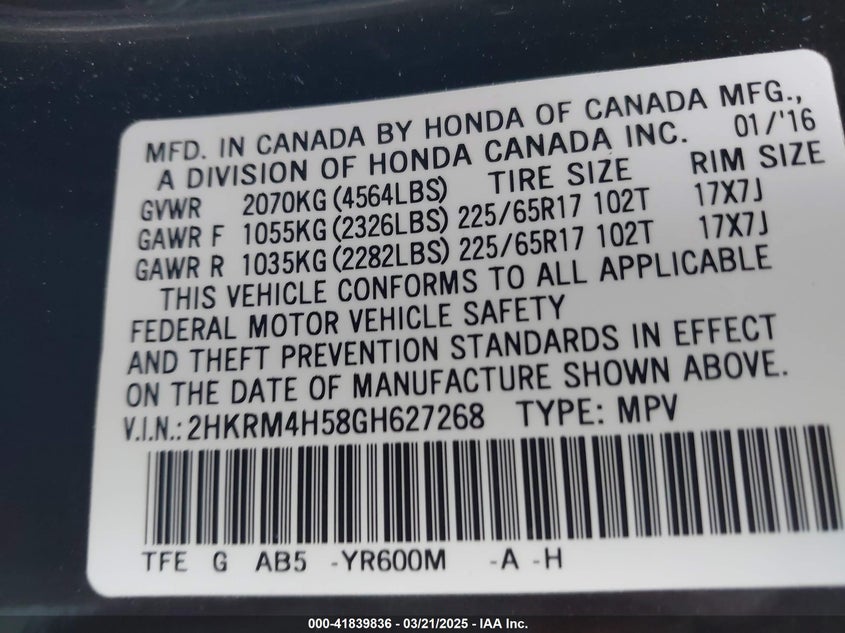 MFD. IN CANADA BY HONDA OF CANADA MFG.,
A DIVISION OF HONDA CANADA INC. 01/'16
GVWR 2070KG (4564LBS) TIRE SIZE RIM SIZE
GAWR F 1055KG (2326LBS) 225/65R17 102T 17X7J
GAWR R 1035KG (2282LBS) 225/65R17 102T 17X7J
THIS VEHICLE CONFORMS TO ALL APPLICABLE
FEDERAL MOTOR VEHICLE SAFETY
AND THEFT PREVENTION STANDARDS IN EFFECT
ON THE DATE OF MANUFACTURE SHOWN ABOVE.
V.I.N.: 2HKRM4H58GH627268 TYPE: MPV
TFE G AB5 -YR600M -A -H
000-41839836 - 03/21/2025 - IAA Inc.